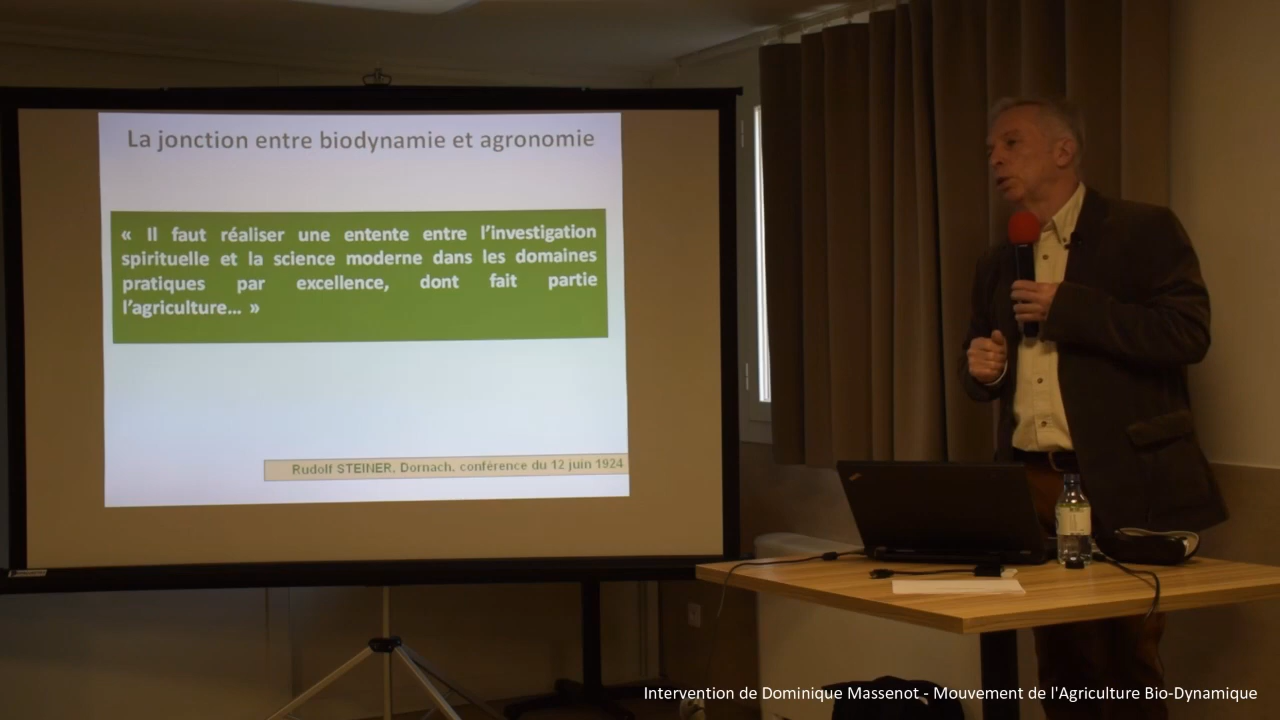 La jonction entre biodynamie et agronomie
« Il faut réaliser une entente entre l'investigation
spirituelle et la science moderne dans les domaines
pratiques par excellence, dont fait partie
l'agriculture... »
Rudolf STEINER, Dornach, conférence du 12 juin 1924
Intervention de Dominique Massenot - Mouvement de l'Agriculture Bio-Dynamique